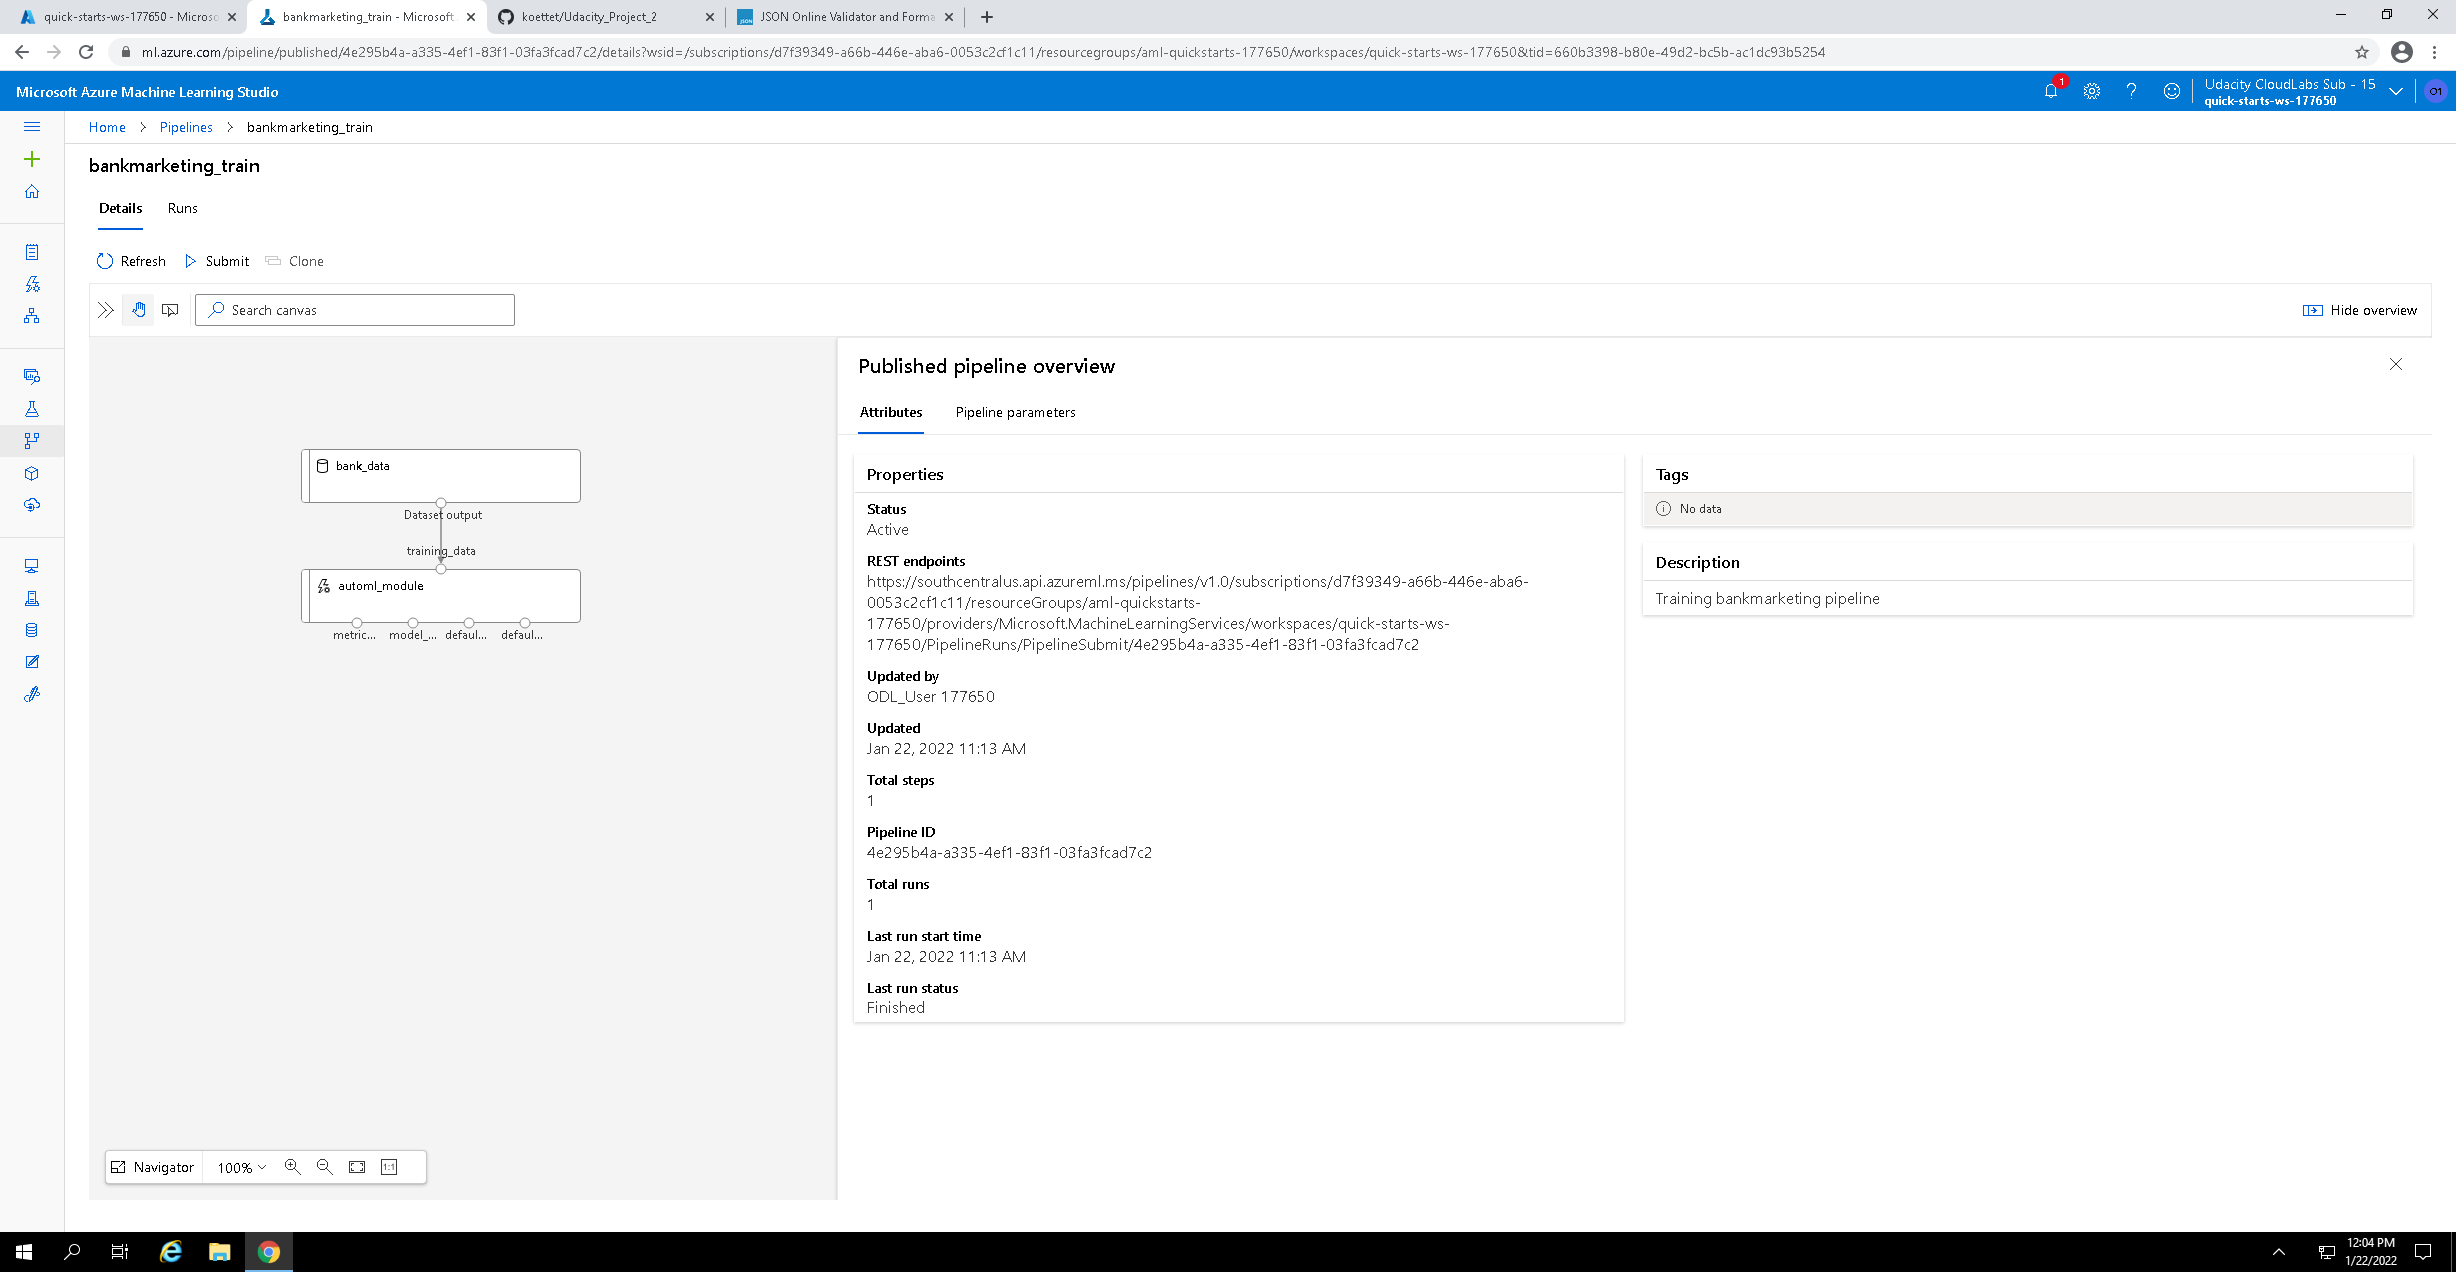 quick-starts-ws-177650 - Microso
bankmarketing_train - Microsoft
koettet/Udacity_Project_2
JSON Online Validator and Forma
ml.azure.com/pipeline/published/4e295b4a-a335-4ef1-83f1-03fa3fcad7c2/details?wsid=/subscriptions/d7f39349-a66b-446e-aba6-0053c2cf1c11/resourcegroups/aml-quickstarts-177650/workspaces/quick-starts-ws-177650&tid=660b3398-b80e-49d2-bc5b-ac1dc93b5254
Microsoft Azure Machine Learning Studio
1
Udacity CloudLabs Sub - 15
quick-starts-ws-177650
O1
Home
Pipelines
bankmarketing_train
bankmarketing_train
Details
Runs
Refresh
Submit
Clone
Search canvas
Hide overview
bank_data
Dataset output
training_data
automl_module
metric...
model_...
defaul...
defaul...
Navigator
100%
1:1
Published pipeline overview
Attributes
Pipeline parameters
Properties
Status
Active
REST endpoints
https://southcentralus.api.azureml.ms/pipelines/v1.0/subscriptions/d7f39349-a66b-446e-aba6-
0053c2cf1c11/resourceGroups/aml-quickstarts-
177650/providers/Microsoft.MachineLearningServices/workspaces/quick-starts-ws-
177650/PipelineRuns/PipelineSubmit/4e295b4a-a335-4ef1-83f1-03fa3fcad7c2
Updated by
ODL_User 177650
Updated
Jan 22, 2022 11:13 AM
Total steps
1
Pipeline ID
4e295b4a-a335-4ef1-83f1-03fa3fcad7c2
Total runs
1
Last run start time
Jan 22, 2022 11:13 AM
Last run status
Finished
Tags
No data
Description
Training bankmarketing pipeline
12:04 PM
1/22/2022